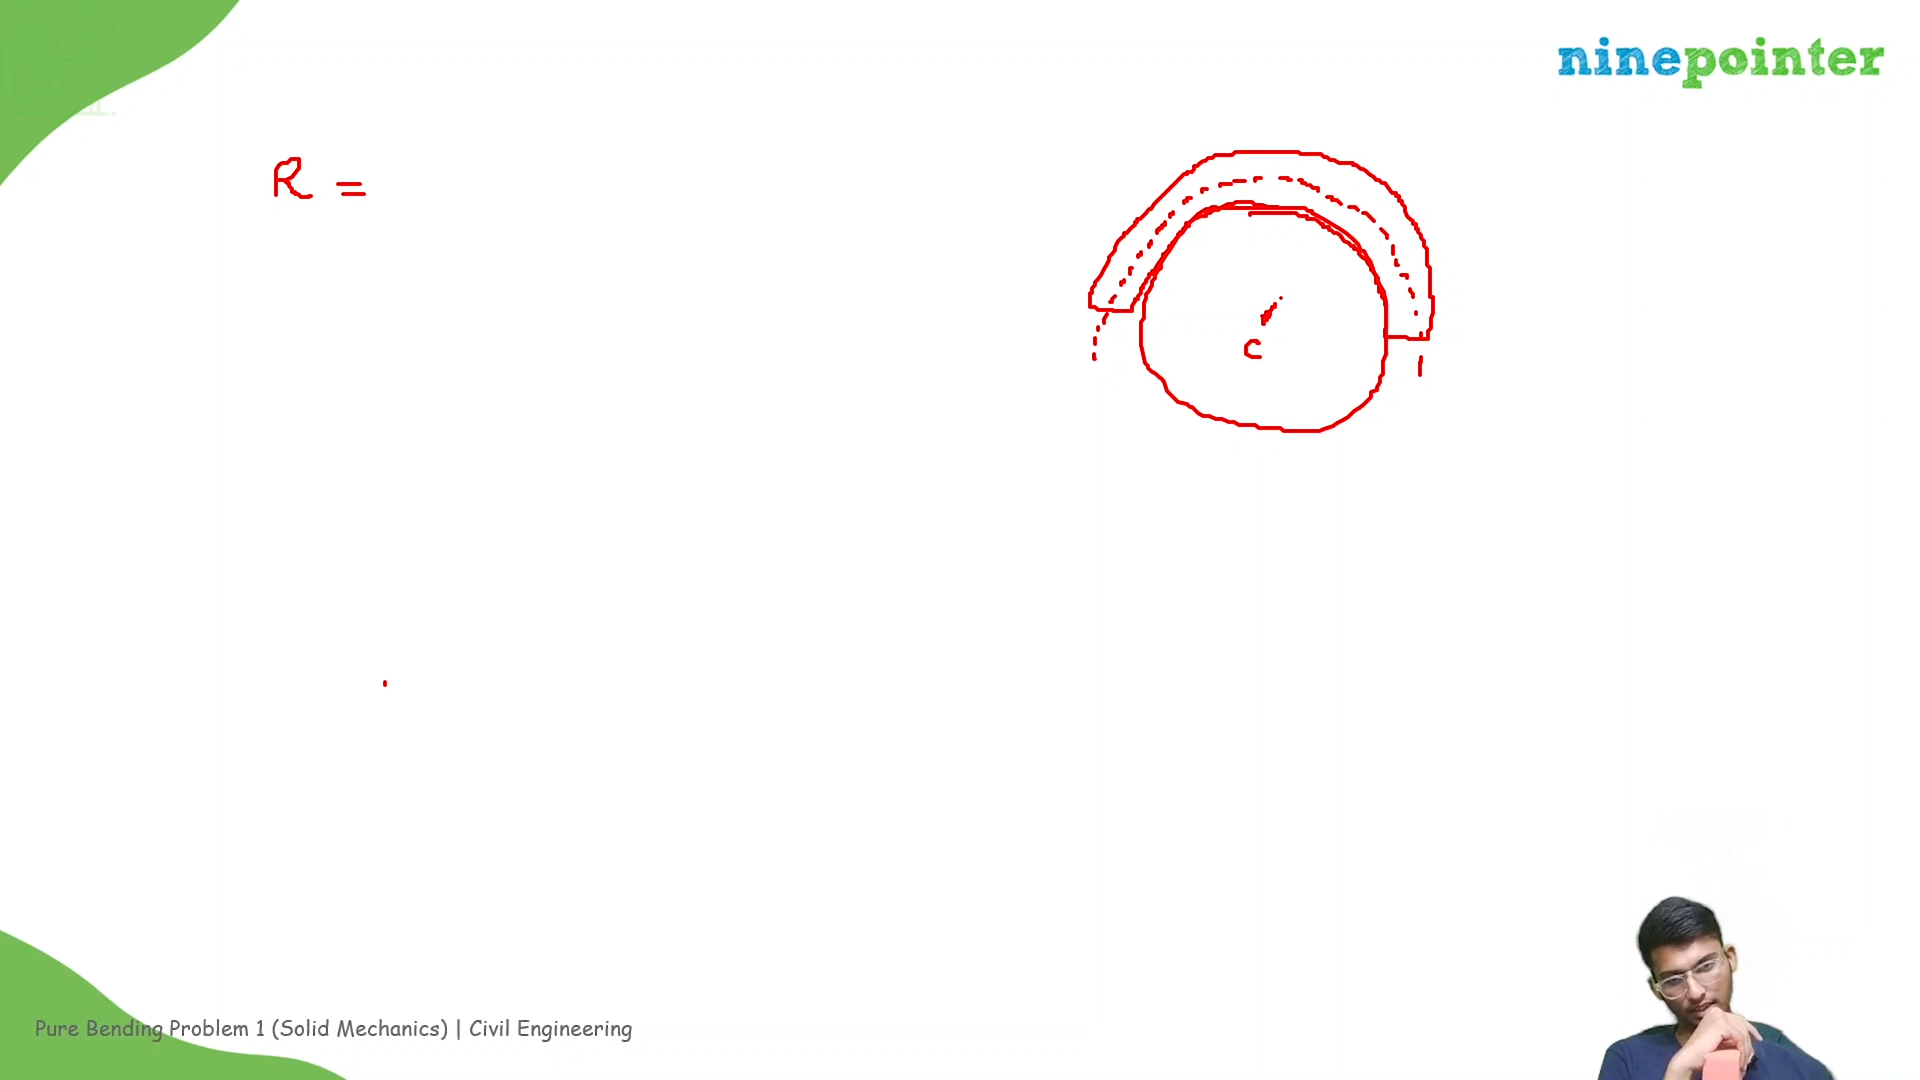 ninepointer
R =
C
Pure Bending Problem 1 (Solid Mechanics) | Civil Engineering